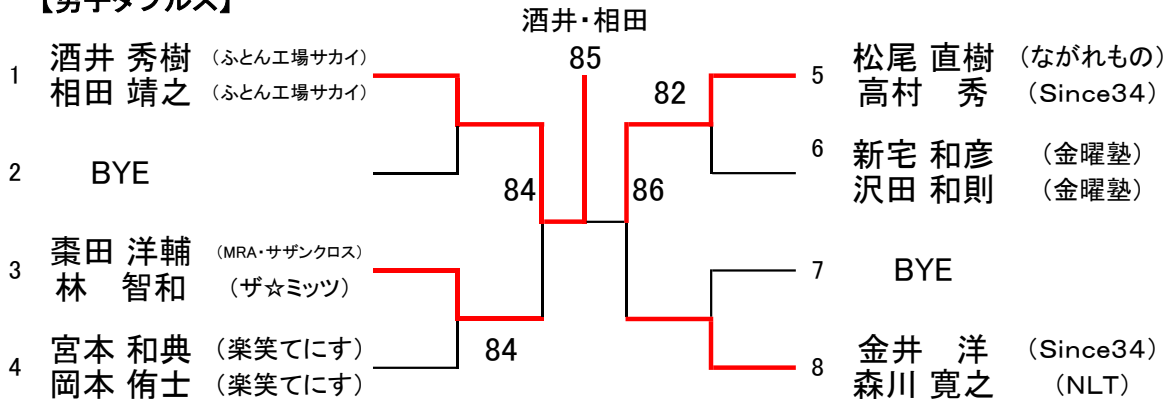 【男子ダブルス】
酒井・相田
85
1 酒井 秀樹 (ふとん工場サカイ)
相田 靖之 (ふとん工場サカイ)
2 BYE
84
3 棗田 洋輔 (MRA・サザンクロス)
林 智和 (ザ☆ミッツ)
4 宮本 和典 (楽笑てにす)
岡本 侑士 (楽笑てにす)
84
82
5 松尾 直樹 (ながれもの)
高村 秀 (Since34)
6 新宅 和彦 (金曜塾)
沢田 和則 (金曜塾)
86
7 BYE
8 金井 洋 (Since34)
森川 寛之 (NLT)